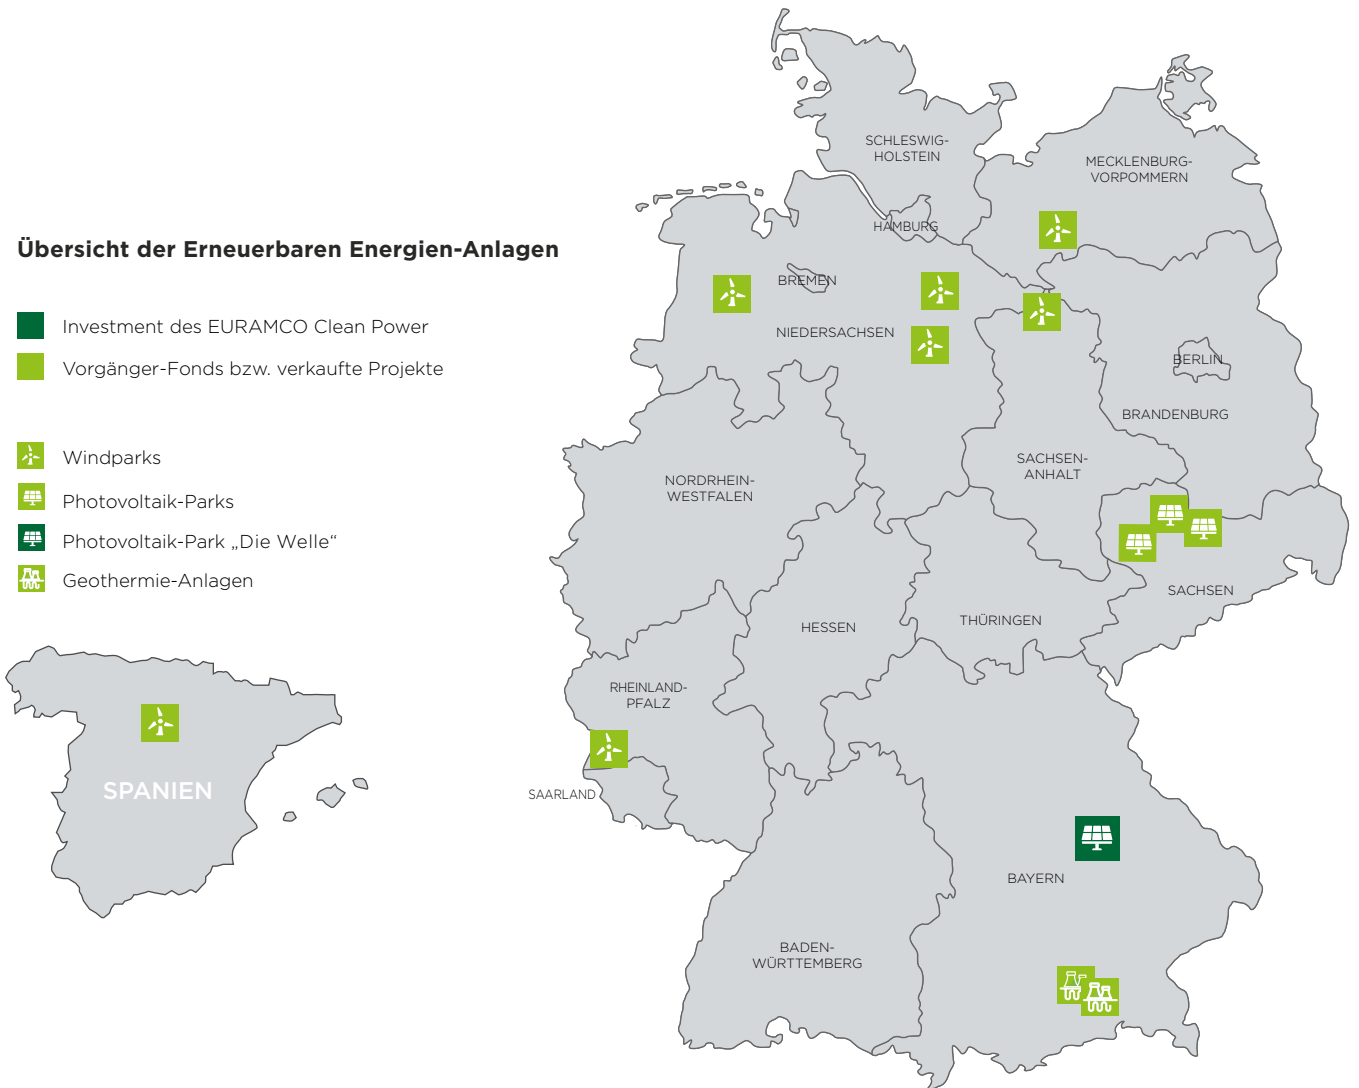 Übersicht der Erneuerbaren Energien-Anlagen
Investment des EURAMCO Clean Power
Vorgänger-Fonds bzw. verkaufte Projekte
Windparks
Photovoltaik-Parks
Photovoltaik-Park „Die Welle“
Geothermie-Anlagen
SPANIEN
SCHLESWIG-
HOLSTEIN
MECKLENBURG-
VORPOMMERN
HAMBURG
BREMEN
NIEDERSACHSEN
BERLIN
BRANDENBURG
SACHSEN-
ANHALT
NORDRHEIN-
WESTFALEN
SACHSEN
THÜRINGEN
HESSEN
RHEINLAND-
PFALZ
SAARLAND
BAYERN
BADEN-
WÜRTTEMBERG